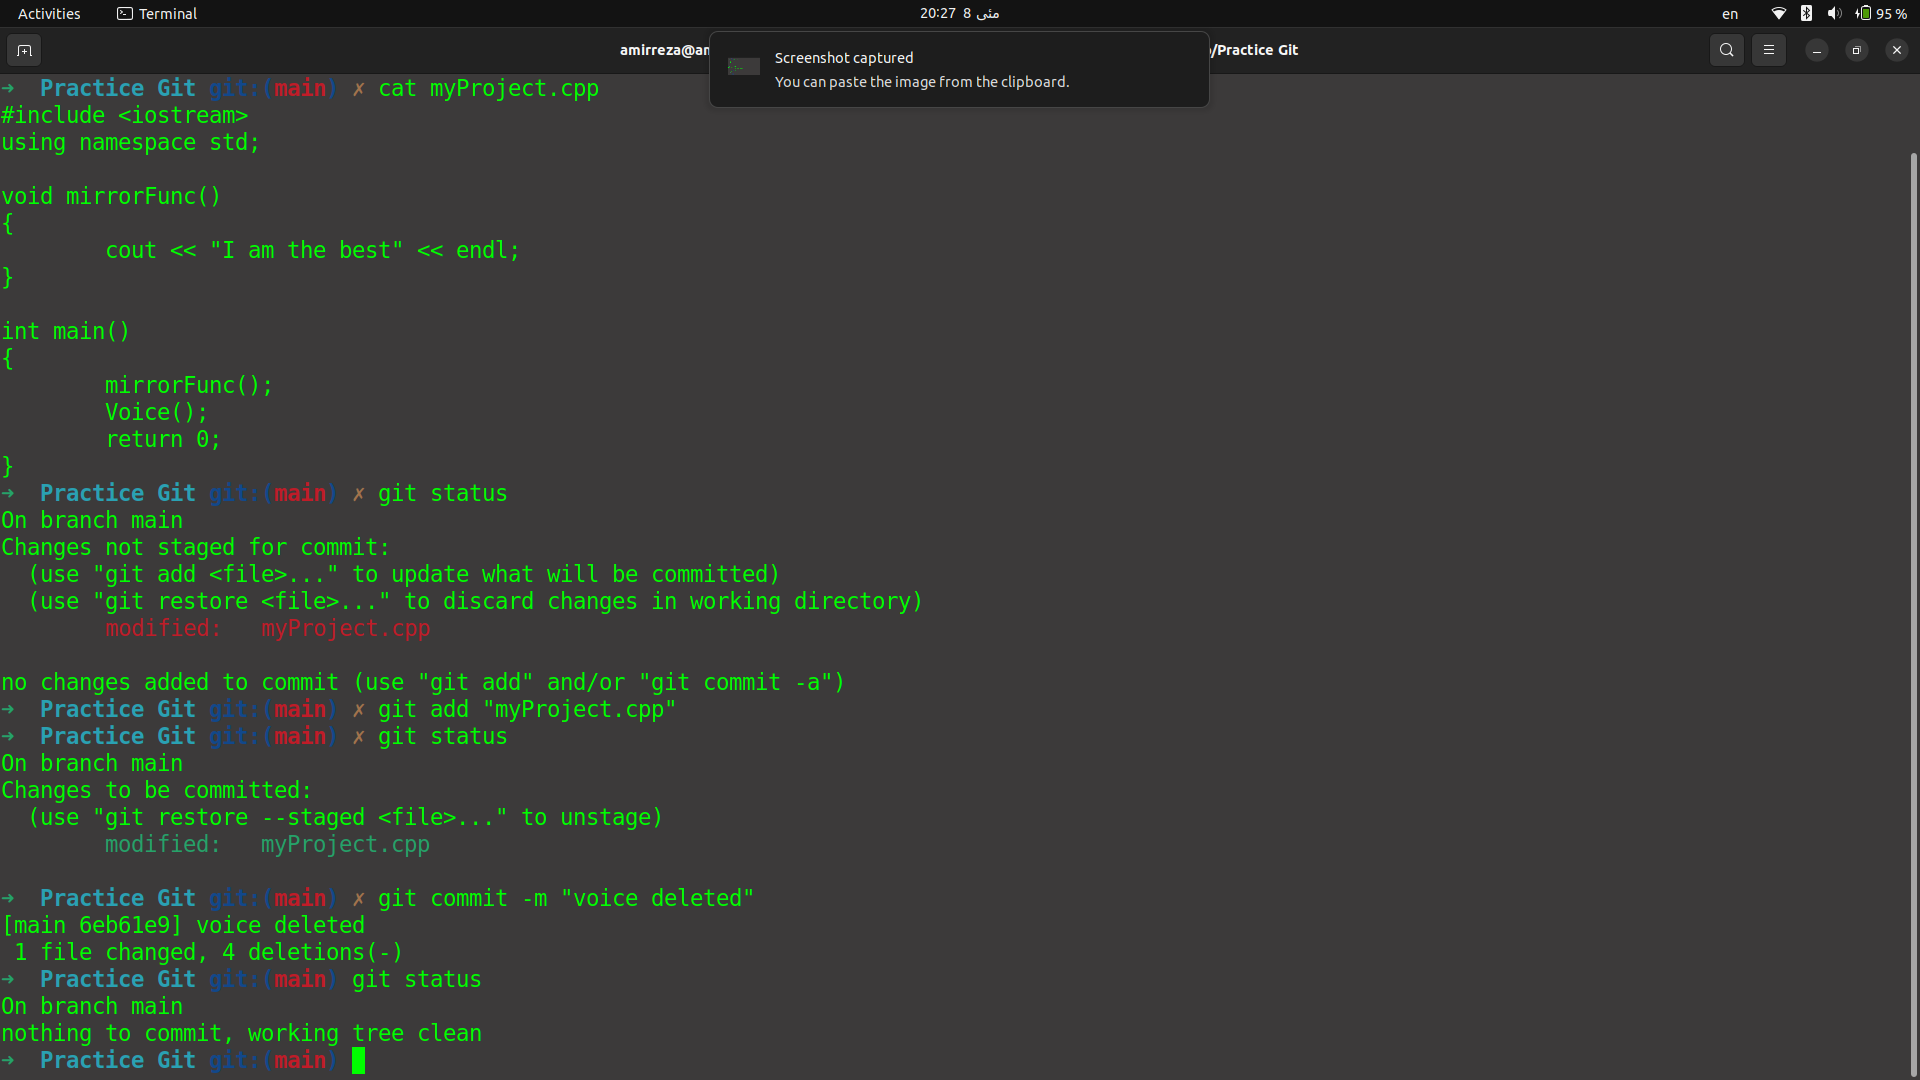 Activities Terminal 20:27 8 مئی en 95 %
amirreza@am /Practice Git
Screenshot captured
You can paste the image from the clipboard.
➜  Practice Git git:(main) ✗ cat myProject.cpp
#include <iostream>
using namespace std;
void mirrorFunc()
{
        cout << "I am the best" << endl;
}
int main()
{
        mirrorFunc();
        Voice();
        return 0;
}
➜  Practice Git git:(main) ✗ git status
On branch main
Changes not staged for commit:
  (use "git add <file>..." to update what will be committed)
  (use "git restore <file>..." to discard changes in working directory)
        modified:   myProject.cpp
no changes added to commit (use "git add" and/or "git commit -a")
➜  Practice Git git:(main) ✗ git add "myProject.cpp"
➜  Practice Git git:(main) ✗ git status
On branch main
Changes to be committed:
  (use "git restore --staged <file>..." to unstage)
        modified:   myProject.cpp
➜  Practice Git git:(main) ✗ git commit -m "voice deleted"
[main 6eb61e9] voice deleted
 1 file changed, 4 deletions(-)
➜  Practice Git git:(main) git status
On branch main
nothing to commit, working tree clean
➜  Practice Git git:(main)